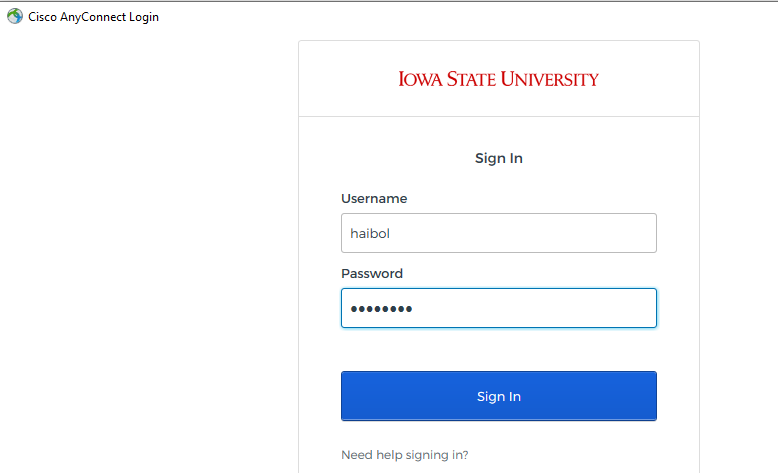 Cisco AnyConnect Login
IOWA STATE UNIVERSITY
Sign In
Username
haibol
Password
••••••••
Sign In
Need help signing in?